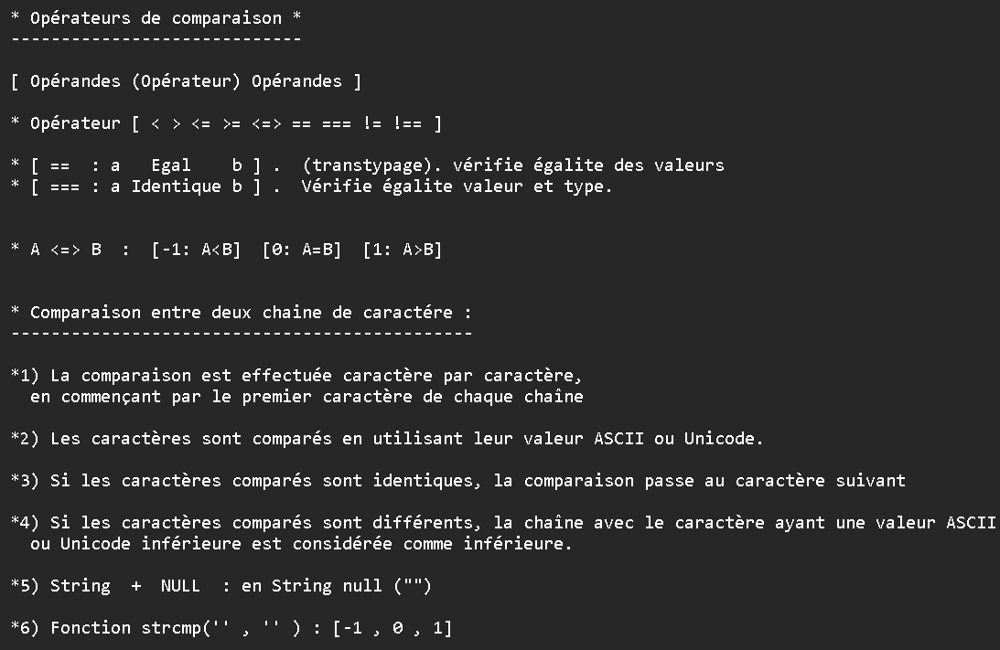 * Opérateurs de comparaison *
-----------------------------
[ Opérandes (Opérateur) Opérandes ]
* Opérateur [ < > <= >= <=> == === != !== ]
* [ ==  : a   Egal    b ] .  (transtypage). vérifie égalite des valeurs
* [ === : a Identique b ] .  Vérifie égalite valeur et type.
* A <=> B  :  [-1: A<B]  [0: A=B]  [1: A>B]
* Comparaison entre deux chaine de caractére :
----------------------------------------------
*1) La comparaison est effectuée caractère par caractère,
en commençant par le premier caractère de chaque chaîne
*2) Les caractères sont comparés en utilisant leur valeur ASCII ou Unicode.
*3) Si les caractères comparés sont identiques, la comparaison passe au caractère suivant
*4) Si les caractères comparés sont différents, la chaîne avec le caractère ayant une valeur ASCII
ou Unicode inférieure est considérée comme inférieure.
*5) String  +  NULL  : en String null ("")
*6) Fonction strcmp('' , '' ) : [-1 , 0 , 1]